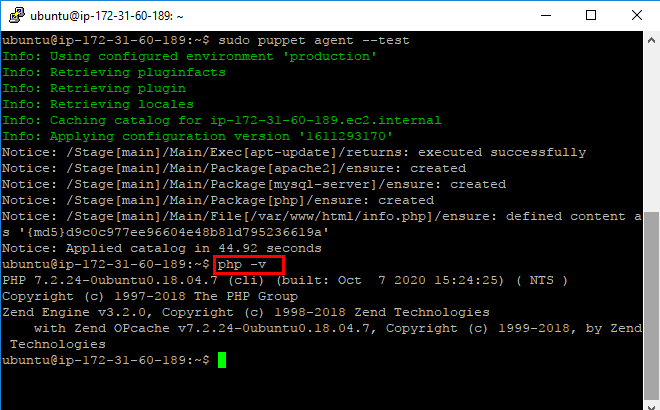 ubuntu@ip-172-31-60-189: ~
ubuntu@ip-172-31-60-189:~$ sudo puppet agent --test
Info: Using configured environment 'production'
Info: Retrieving pluginfacts
Info: Retrieving plugin
Info: Retrieving locales
Info: Caching catalog for ip-172-31-60-189.ec2.internal
Info: Applying configuration version '1611293170'
Notice: /Stage[main]/Main/Exec[apt-update]/returns: executed successfully
Notice: /Stage[main]/Main/Package[apache2]/ensure: created
Notice: /Stage[main]/Main/Package[mysql-server]/ensure: created
Notice: /Stage[main]/Main/Package[php]/ensure: created
Notice: /Stage[main]/Main/File[/var/www/html/info.php]/ensure: defined content a
s '{md5}d9c0c977ee96604e48b81d795236619a'
Notice: Applied catalog in 44.92 seconds
ubuntu@ip-172-31-60-189:~$ php -v
PHP 7.2.24-0ubuntu0.18.04.7 (cli) (built: Oct  7 2020 15:24:25) ( NTS )
Copyright (c) 1997-2018 The PHP Group
Zend Engine v3.2.0, Copyright (c) 1998-2018 Zend Technologies
    with Zend OPcache v7.2.24-0ubuntu0.18.04.7, Copyright (c) 1999-2018, by Zend
 Technologies
ubuntu@ip-172-31-60-189:~$